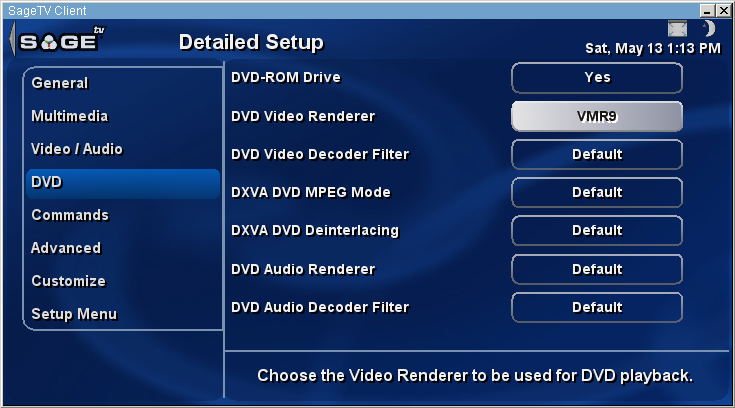 SageTV Client
SAGE tv
Detailed Setup
Sat, May 13 1:13 PM
General
Multimedia
Video / Audio
DVD
Commands
Advanced
Customize
Setup Menu
DVD-ROM Drive Yes
DVD Video Renderer VMR9
DVD Video Decoder Filter Default
DXVA DVD MPEG Mode Default
DXVA DVD Deinterlacing Default
DVD Audio Renderer Default
DVD Audio Decoder Filter Default
Choose the Video Renderer to be used for DVD playback.